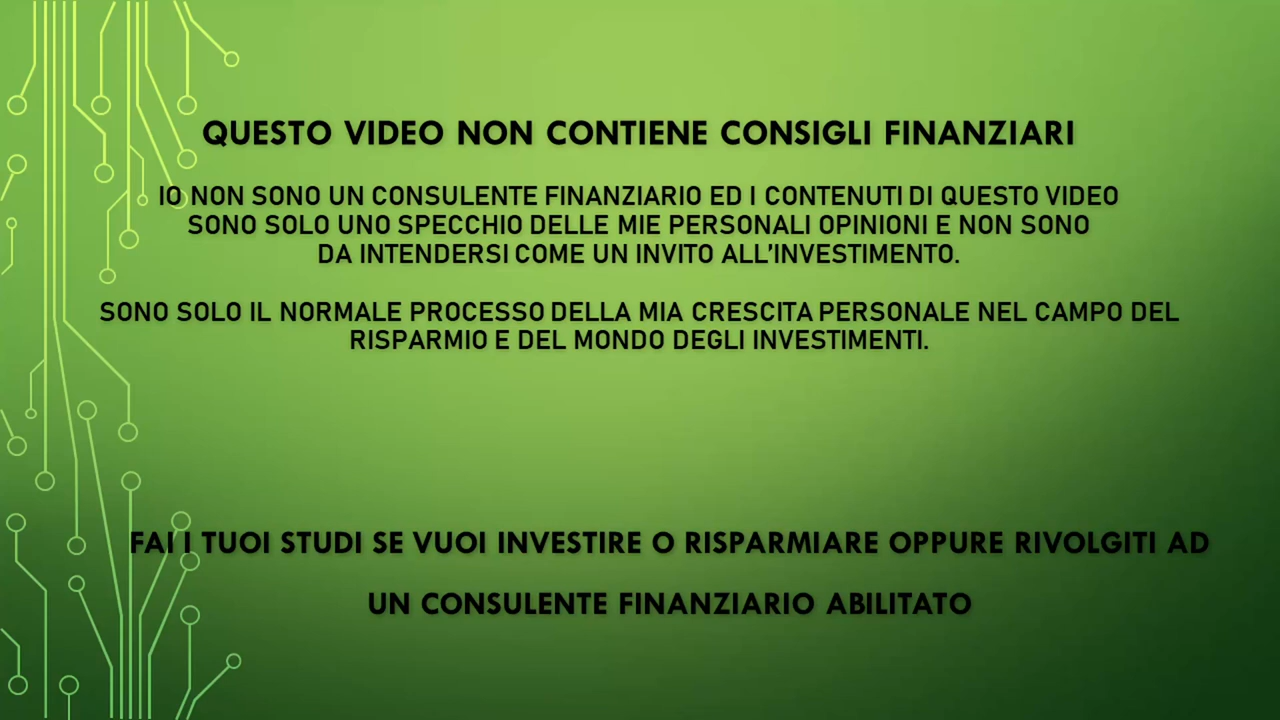 QUESTO VIDEO NON CONTIENE CONSIGLI FINANZIARI
IO NON SONO UN CONSULENTE FINANZIARIO ED I CONTENUTI DI QUESTO VIDEO
SONO SOLO UNO SPECCHIO DELLE MIE PERSONALI OPINIONI E NON SONO
DA INTENDERSI COME UN INVITO ALL'INVESTIMENTO.
SONO SOLO IL NORMALE PROCESSO DELLA MIA CRESCITA PERSONALE NEL CAMPO DEL
RISPARMIO E DEL MONDO DEGLI INVESTIMENTI.
FAI I TUOI STUDI SE VUOI INVESTIRE O RISPARMIARE OPPURE RIVOLGITI AD
UN CONSULENTE FINANZIARIO ABILITATO